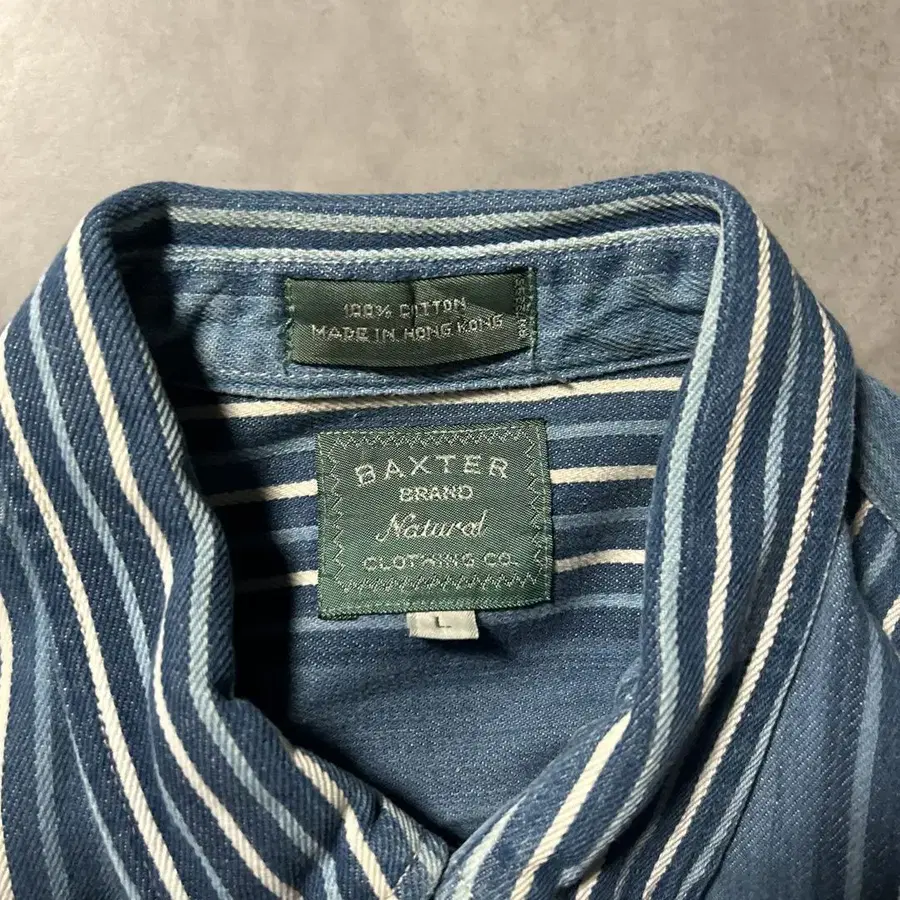 100% COTTON
MADE IN HONG KONG
BAXTER
BRAND
Natural
CLOTHING CO.
L